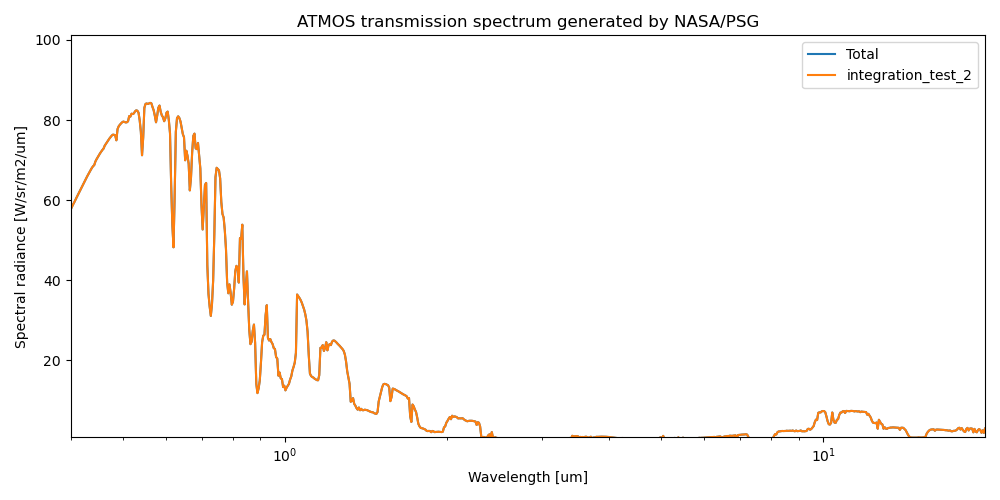 ATMOS transmission spectrum generated by NASA/PSG
Total
integration_test_2
Spectral radiance [W/sr/m2/um]
100
80
60
40
20
10⁰
10¹
Wavelength [um]